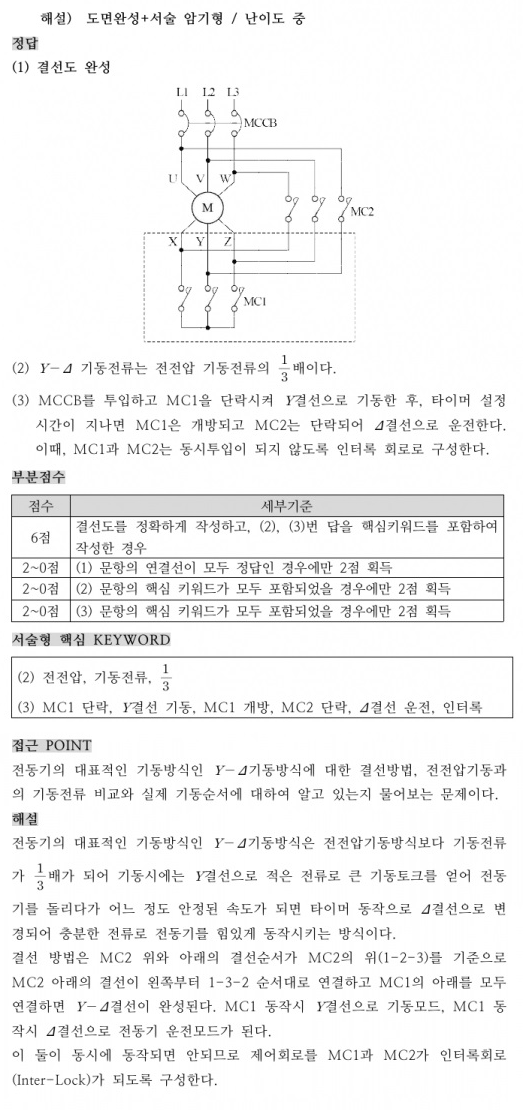 해설) 도면완성+서술 암기형 / 난이도 중
정답
(1) 결선도 완성
L1 L2 L3
MCCB
U V W
M
MC2
X Y Z
MC1
(2) Y-Δ 기동전류는 전전압 기동전류의 1/3배이다.
(3) MCCB를 투입하고 MC1을 단락시켜 Y결선으로 기동한 후, 타이머 설정
시간이 지나면 MC1은 개방되고 MC2는 단락되어 Δ결선으로 운전한다.
이때, MC1과 MC2는 동시투입이 되지 않도록 인터록 회로로 구성한다.
부분점수
점수 세부기준
6점 결선도를 정확하게 작성하고, (2), (3)번 답을 핵심키워드를 포함하여
작성한 경우
2~0점 (1) 문항의 연결선이 모두 정답인 경우에만 2점 획득
2~0점 (2) 문항의 핵심 키워드가 모두 포함되었을 경우에만 2점 획득
2~0점 (3) 문항의 핵심 키워드가 모두 포함되었을 경우에만 2점 획득
서술형 핵심 KEYWORD
(2) 전전압, 기동전류, 1/3
(3) MC1 단락, Y결선 기동, MC1 개방, MC2 단락, Δ결선 운전, 인터록
접근 POINT
전동기의 대표적인 기동방식인 Y-Δ기동방식에 대한 결선방법, 전전압기동과
의 기동전류 비교와 실제 기동순서에 대하여 알고 있는지 물어보는 문제이다.
해설
전동기의 대표적인 기동방식인 Y-Δ기동방식은 전전압기동방식보다 기동전류
가 1/3배가 되어 기동시에는 Y결선으로 적은 전류로 큰 기동토크를 얻어 전동
기를 돌리다가 어느 정도 안정된 속도가 되면 타이머 동작으로 Δ결선으로 변
경되어 충분한 전류로 전동기를 힘있게 동작시키는 방식이다.
결선 방법은 MC2 위와 아래의 결선순서가 MC2의 위(1-2-3)를 기준으로
MC2 아래의 결선이 왼쪽부터 1-3-2 순서대로 연결하고 MC1의 아래를 모두
연결하면 Y-Δ결선이 완성된다. MC1 동작시 Y결선으로 기동모드, MC1 동
작시 Δ결선으로 전동기 운전모드가 된다.
이 둘이 동시에 동작되면 안되므로 제어회로를 MC1과 MC2가 인터록회로
(Inter-Lock)가 되도록 구성한다.